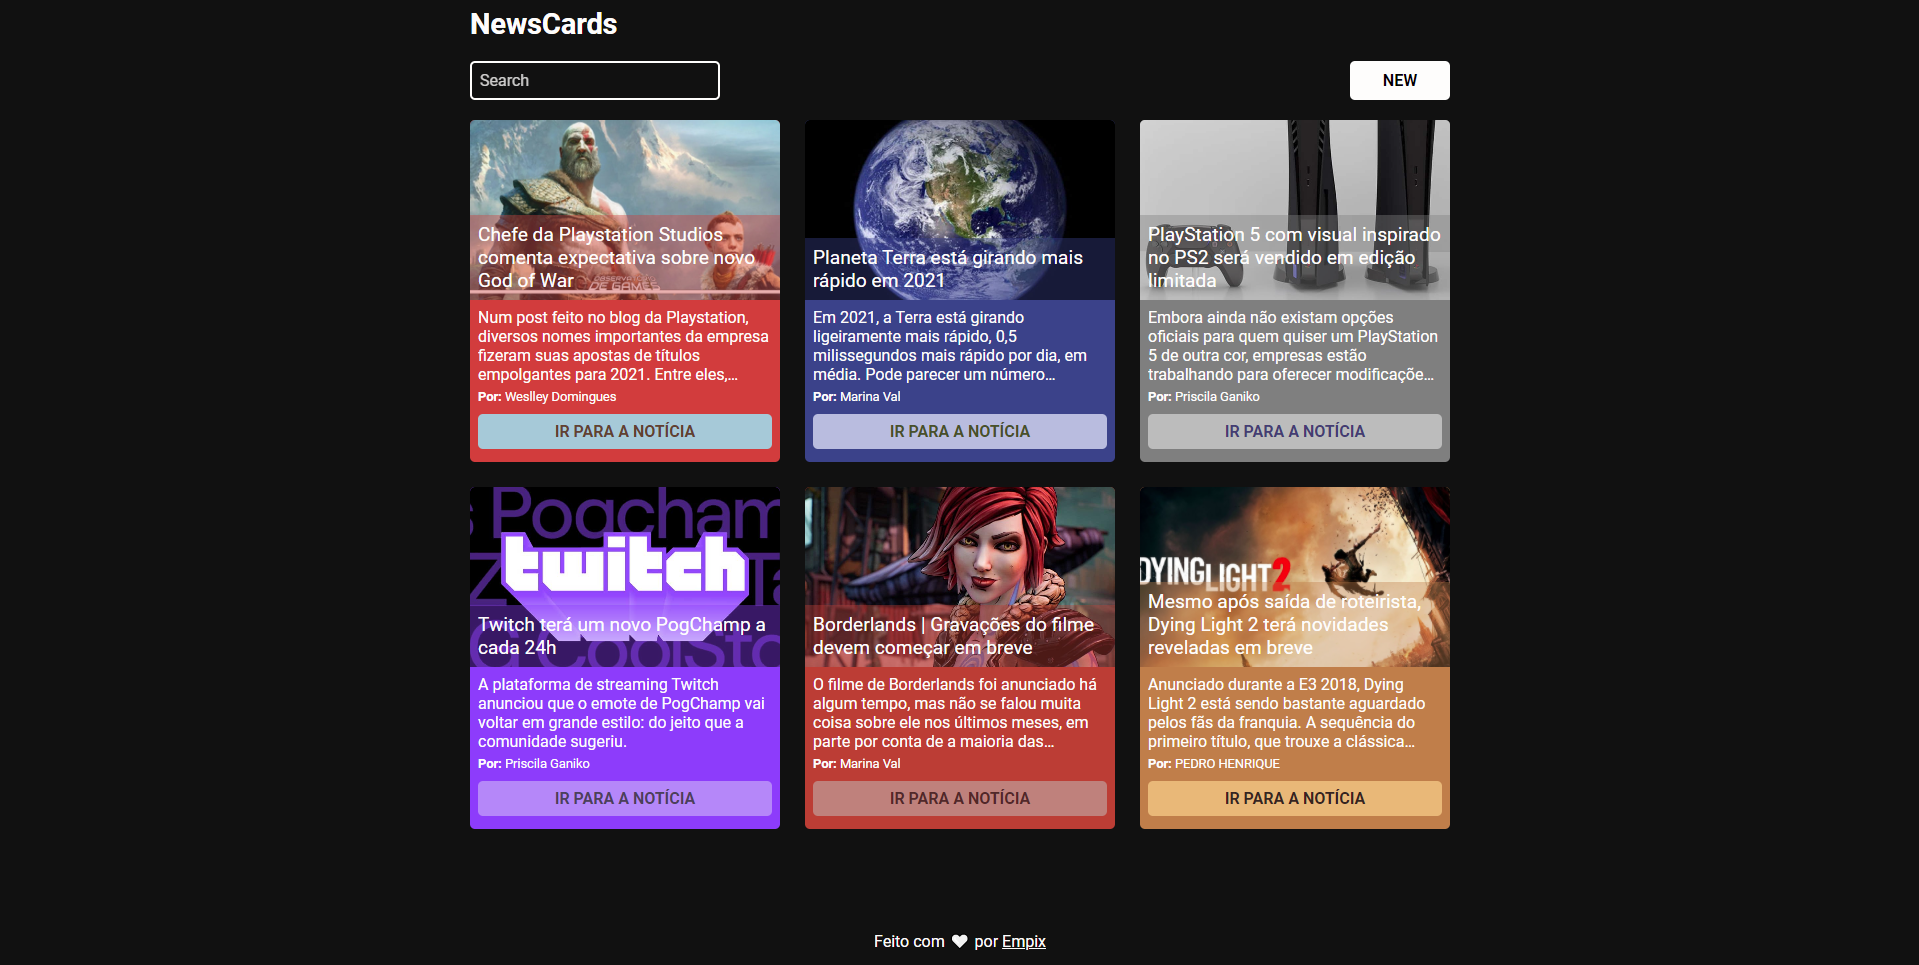 NewsCards
Search
NEW
OBSERVATÓRIO
DE GAMES
Chefe da Playstation Studios
comenta expectativa sobre novo
God of War
Num post feito no blog da Playstation,
diversos nomes importantes da empresa
fizeram suas apostas de títulos
empolgantes para 2021. Entre eles,...
Por: Weslley Domingues
IR PARA A NOTÍCIA
Planeta Terra está girando mais
rápido em 2021
Em 2021, a Terra está girando
ligeiramente mais rápido, 0,5
milissegundos mais rápido por dia, em
média. Pode parecer um número...
Por: Marina Val
IR PARA A NOTÍCIA
PlayStation 5 com visual inspirado
no PS2 será vendido em edição
limitada
Embora ainda não existam opções
oficiais para quem quiser um PlayStation
5 de outra cor, empresas estão
trabalhando para oferecer modificaçõe...
Por: Priscila Ganiko
IR PARA A NOTÍCIA
s Pogcham
twitch
CoolSto
Twitch terá um novo PogChamp a
cada 24h
A plataforma de streaming Twitch
anunciou que o emote de PogChamp vai
voltar em grande estilo: do jeito que a
comunidade sugeriu.
Por: Priscila Ganiko
IR PARA A NOTÍCIA
Borderlands | Gravações do filme
devem começar em breve
O filme de Borderlands foi anunciado há
algum tempo, mas não se falou muita
coisa sobre ele nos últimos meses, em
parte por conta de a maioria das...
Por: Marina Val
IR PARA A NOTÍCIA
DYING LIGHT 2
Mesmo após saída de roteirista,
Dying Light 2 terá novidades
reveladas em breve
Anunciado durante a E3 2018, Dying
Light 2 está sendo bastante aguardado
pelos fãs da franquia. A sequência do
primeiro título, que trouxe a clássica...
Por: PEDRO HENRIQUE
IR PARA A NOTÍCIA
Feito com ♥ por Empix